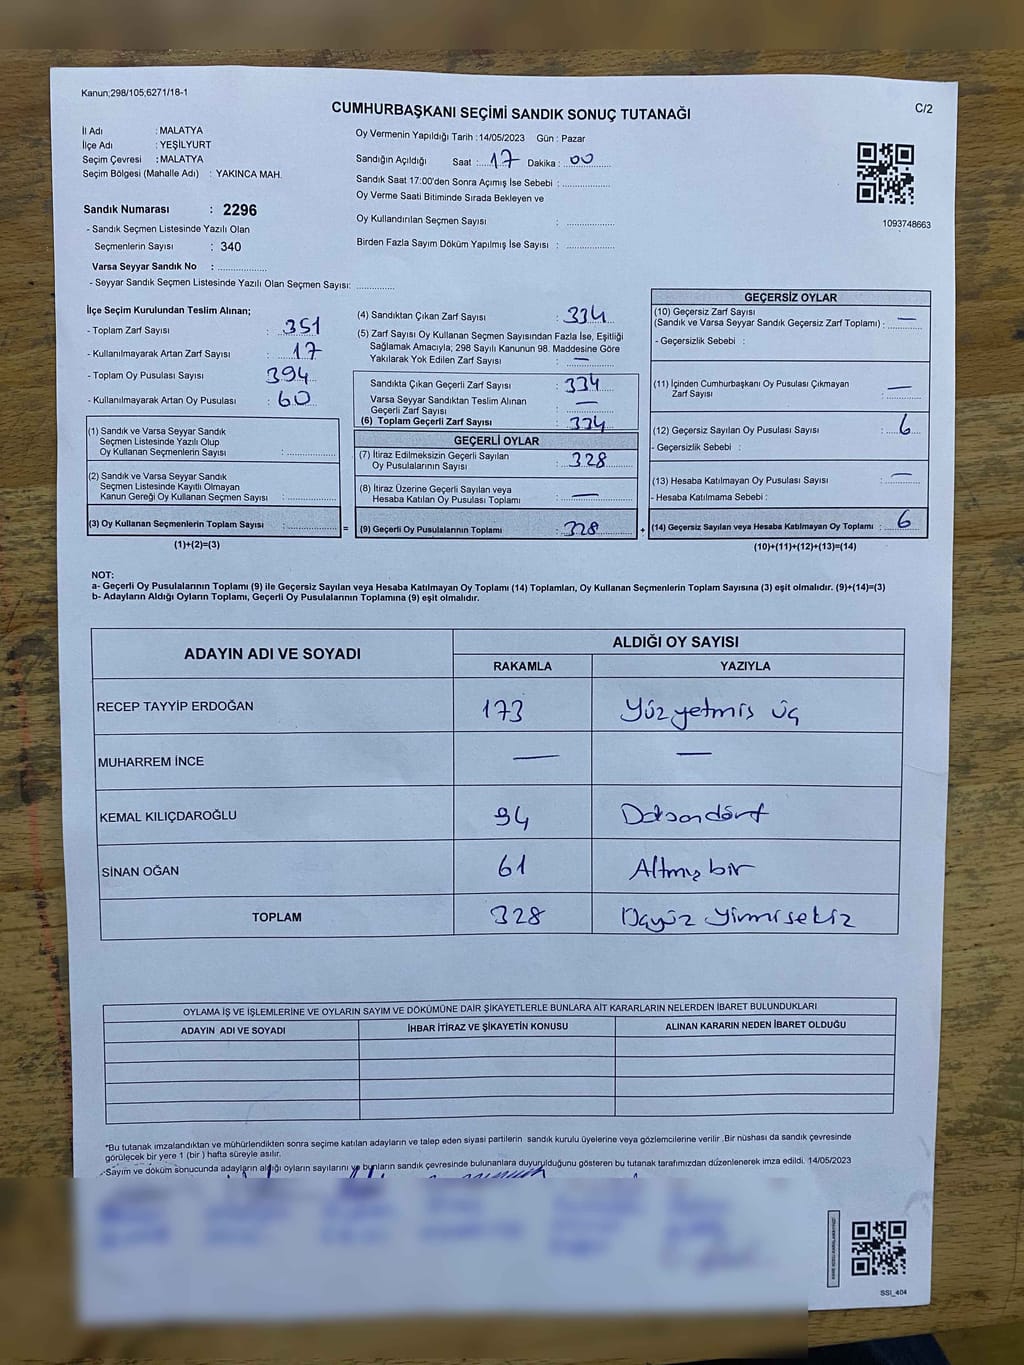 Kanun;298/105;6271/18-1
CUMHURBAŞKANI SEÇİMİ SANDIK SONUÇ TUTANAĞI
C/2
İl Adı : MALATYA
İlçe Adı : YEŞİLYURT
Seçim Çevresi : MALATYA
Seçim Bölgesi (Mahalle Adı) : YAKINCA MAH.
Sandık Numarası : 2296
- Sandık Seçmen Listesinde Yazılı Olan
Seçmenlerin Sayısı : 340
Varsa Seyyar Sandık No :
- Seyyar Sandık Seçmen Listesinde Yazılı Olan Seçmen Sayısı:
Oy Vermenin Yapıldığı Tarih :14/05/2023 Gün : Pazar
Sandığın Açıldığı Saat : 17 Dakika : 00
Sandık Saat 17:00'den Sonra Açımış İse Sebebi :
Oy Verme Saati Bitiminde Sırada Bekleyen ve
Oy Kullandırılan Seçmen Sayısı :
Birden Fazla Sayım Döküm Yapılmış İse Sayısı :
1093748663
İlçe Seçim Kurulundan Teslim Alınan;
- Toplam Zarf Sayısı : 351
- Kullanılmayarak Artan Zarf Sayısı : 17
- Toplam Oy Pusulası Sayısı : 394
- Kullanılmayarak Artan Oy Pusulası : 60
(1) Sandık ve Varsa Seyyar Sandık
Seçmen Listesinde Yazılı Olup
Oy Kullanan Seçmenlerin Sayısı :
(2) Sandık ve Varsa Seyyar Sandık
Seçmen Listesinde Kayıtlı Olmayan
Kanun Gereği Oy Kullanan Seçmen Sayısı :
(3) Oy Kullanan Seçmenlerin Toplam Sayısı :
(1)+(2)=(3)
=
(4) Sandıktan Çıkan Zarf Sayısı : 334
(5) Zarf Sayısı Oy Kullanan Seçmen Sayısından Fazla İse, Eşitliği
Sağlamak Amacıyla; 298 Sayılı Kanunun 98. Maddesine Göre
Yakılarak Yok Edilen Zarf Sayısı : —
Sandıkta Çıkan Geçerli Zarf Sayısı : 334
Varsa Seyyar Sandıktan Teslim Alınan —
Geçerli Zarf Sayısı :
(6) Toplam Geçerli Zarf Sayısı : 334
GEÇERLİ OYLAR
(7) İtiraz Edilmeksizin Geçerli Sayılan
Oy Pusulalarının Sayısı : 328
(8) İtiraz Üzerine Geçerli Sayılan veya
Hesaba Katılan Oy Pusulası Toplamı : —
(9) Geçerli Oy Pusulalarının Toplamı : 328
+
GEÇERSİZ OYLAR
(10) Geçersiz Zarf Sayısı
(Sandık ve Varsa Seyyar Sandık Geçersiz Zarf Toplamı) : —
- Geçersizlik Sebebi :
(11) İçinden Cumhurbaşkanı Oy Pusulası Çıkmayan
Zarf Sayısı : —
(12) Geçersiz Sayılan Oy Pusulası Sayısı : 6
- Geçersizlik Sebebi :
(13) Hesaba Katılmayan Oy Pusulası Sayısı : —
- Hesaba Katılmama Sebebi :
(14) Geçersiz Sayılan veya Hesaba Katılmayan Oy Toplamı : 6
(10)+(11)+(12)+(13)=(14)
NOT:
a- Geçerli Oy Pusulalarının Toplamı (9) ile Geçersiz Sayılan veya Hesaba Katılmayan Oy Toplamı (14) Toplamları, Oy Kullanan Seçmenlerin Toplam Sayısına (3) eşit olmalıdır. (9)+(14)=(3)
b- Adayların Aldığı Oyların Toplamı, Geçerli Oy Pusulalarının Toplamına (9) eşit olmalıdır.
ADAYIN ADI VE SOYADI
ALDIĞI OY SAYISI
RAKAMLA YAZIYLA
RECEP TAYYİP ERDOĞAN 173 Yüzyetmiş üç
MUHARREM İNCE — —
KEMAL KILIÇDAROĞLU 94 Doksandört
SİNAN OĞAN 61 Altmışbir
TOPLAM 328 Üçyüz Yirmisekiz
OYLAMA İŞ VE İŞLEMLERİNE VE OYLARIN SAYIM VE DÖKÜMÜNE DAİR ŞİKAYETLERLE BUNLARA AİT KARARLARIN NELERDEN İBARET BULUNDUKLARI
ADAYIN ADI VE SOYADI İHBAR İTİRAZ VE ŞİKAYETİN KONUSU ALINAN KARARIN NEDEN İBARET OLDUĞU
*Bu tutanak imzalandıktan ve mühürlendikten sonra seçime katılan adayların ve talep eden siyasi partilerin sandık kurulu üyelerine veya gözlemcilerine verilir .Bir nüshası da sandık çevresinde
görülecek bir yere 1 (bir ) hafta süreyle asılır.
-Sayım ve döküm sonucunda adayların aldığı oyların sayılarını ve bunların sandık çevresinde bulunanlara duyurulduğunu gösteren bu tutanak tarafımızdan düzenlenerek imza edildi. 14/05/2023
SSI_404